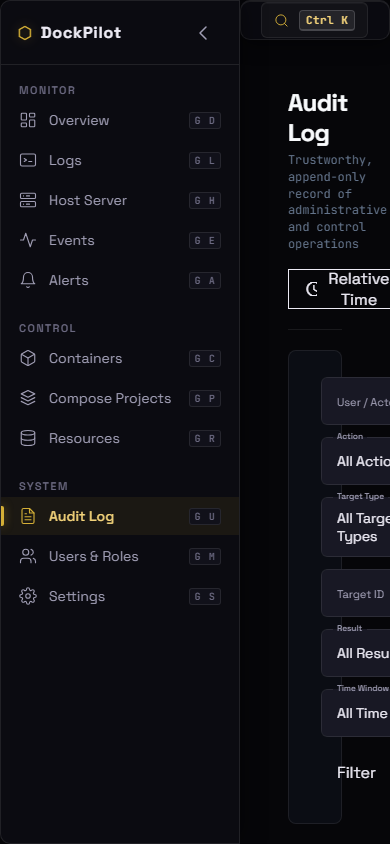 DockPilot
MONITOR
Overview G D
Logs G L
Host Server G H
Events G E
Alerts G A
CONTROL
Containers G C
Compose Projects G P
Resources G R
SYSTEM
Audit Log G U
Users & Roles G M
Settings G S
Ctrl K
Audit
Log
Trustworthy,
append-only
record of
administrative
and control
operations
Relative
Time
User / Acto
Action
All Actio
Target Type
All Targe
Types
Target ID
Result
All Resu
Time Window
All Time
Filter